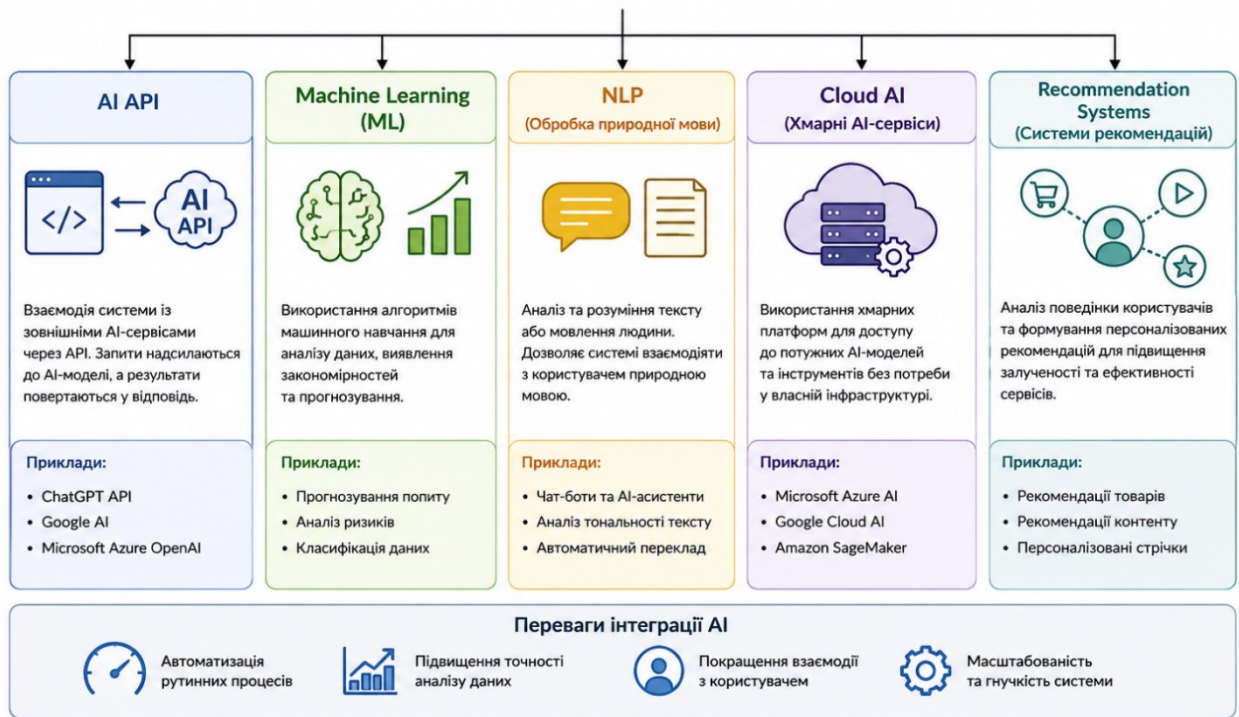 AI API
Machine Learning
(ML)
NLP
(Обробка природної мови)
Cloud AI
(Хмарні AI-сервіси)
Recommendation
Systems
(Системи рекомендацій)
</>
AI
API
Взаємодія системи із
зовнішніми AI-сервісами
через API. Запити надсилаються
до AI-моделі, а результати
повертаються у відповідь.
Використання алгоритмів
машинного навчання для
аналізу даних, виявлення
закономірностей
та прогнозування.
Аналіз та розуміння тексту
або мовлення людини.
Дозволяє системі взаємодіяти
з користувачем природною
мовою.
Використання хмарних
платформ для доступу
до потужних AI-моделей
та інструментів без потреби
у власній інфраструктурі.
Аналіз поведінки користувачів
та формування персоналізованих
рекомендацій для підвищення
залученості та ефективності
сервісів.
Приклади:
• ChatGPT API
• Google AI
• Microsoft Azure OpenAI
Приклади:
• Прогнозування попиту
• Аналіз ризиків
• Класифікація даних
Приклади:
• Чат-боти та AI-асистенти
• Аналіз тональності тексту
• Автоматичний переклад
Приклади:
• Microsoft Azure AI
• Google Cloud AI
• Amazon SageMaker
Приклади:
• Рекомендації товарів
• Рекомендації контенту
• Персоналізовані стрічки
Переваги інтеграції AI
Автоматизація
рутинних процесів
Підвищення точності
аналізу даних
Покращення взаємодії
з користувачем
Масштабованість
та гнучкість системи